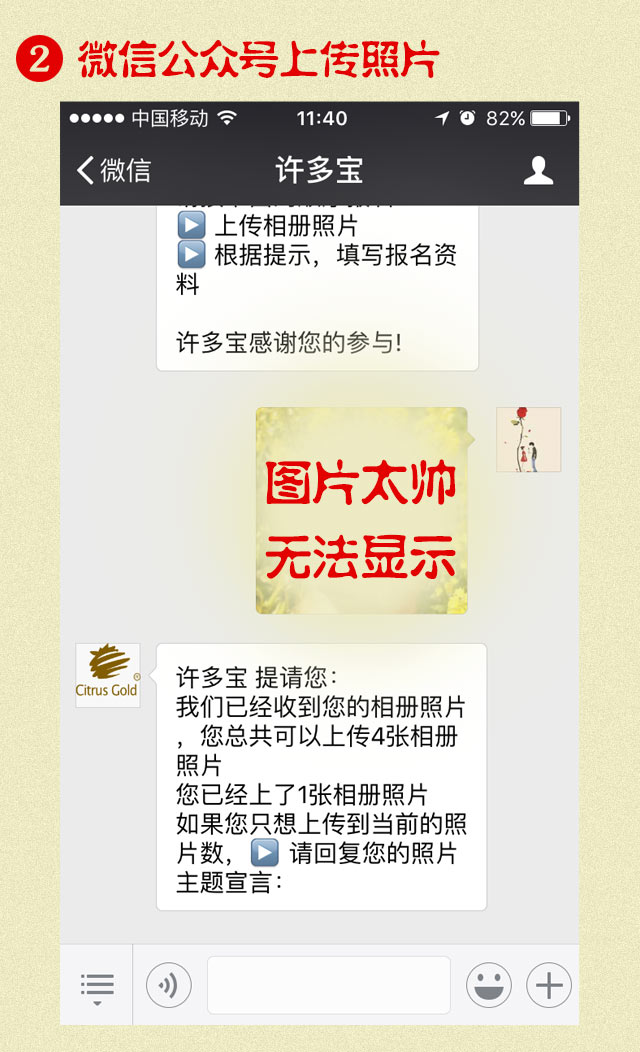 2 微信公众号上传照片
中国移动 11:40 82%
微信 许多宝
上传相册照片
根据提示，填写报名资
料
许多宝感谢您的参与!
图片太帅
无法显示
Citrus Gold ®
许多宝 提请您：
我们已经收到您的相册照片
，您总共可以上传4张相册
照片
您已经上了1张相册照片
如果您只想上传到当前的照
片数， 请回复您的照片
主题宣言：